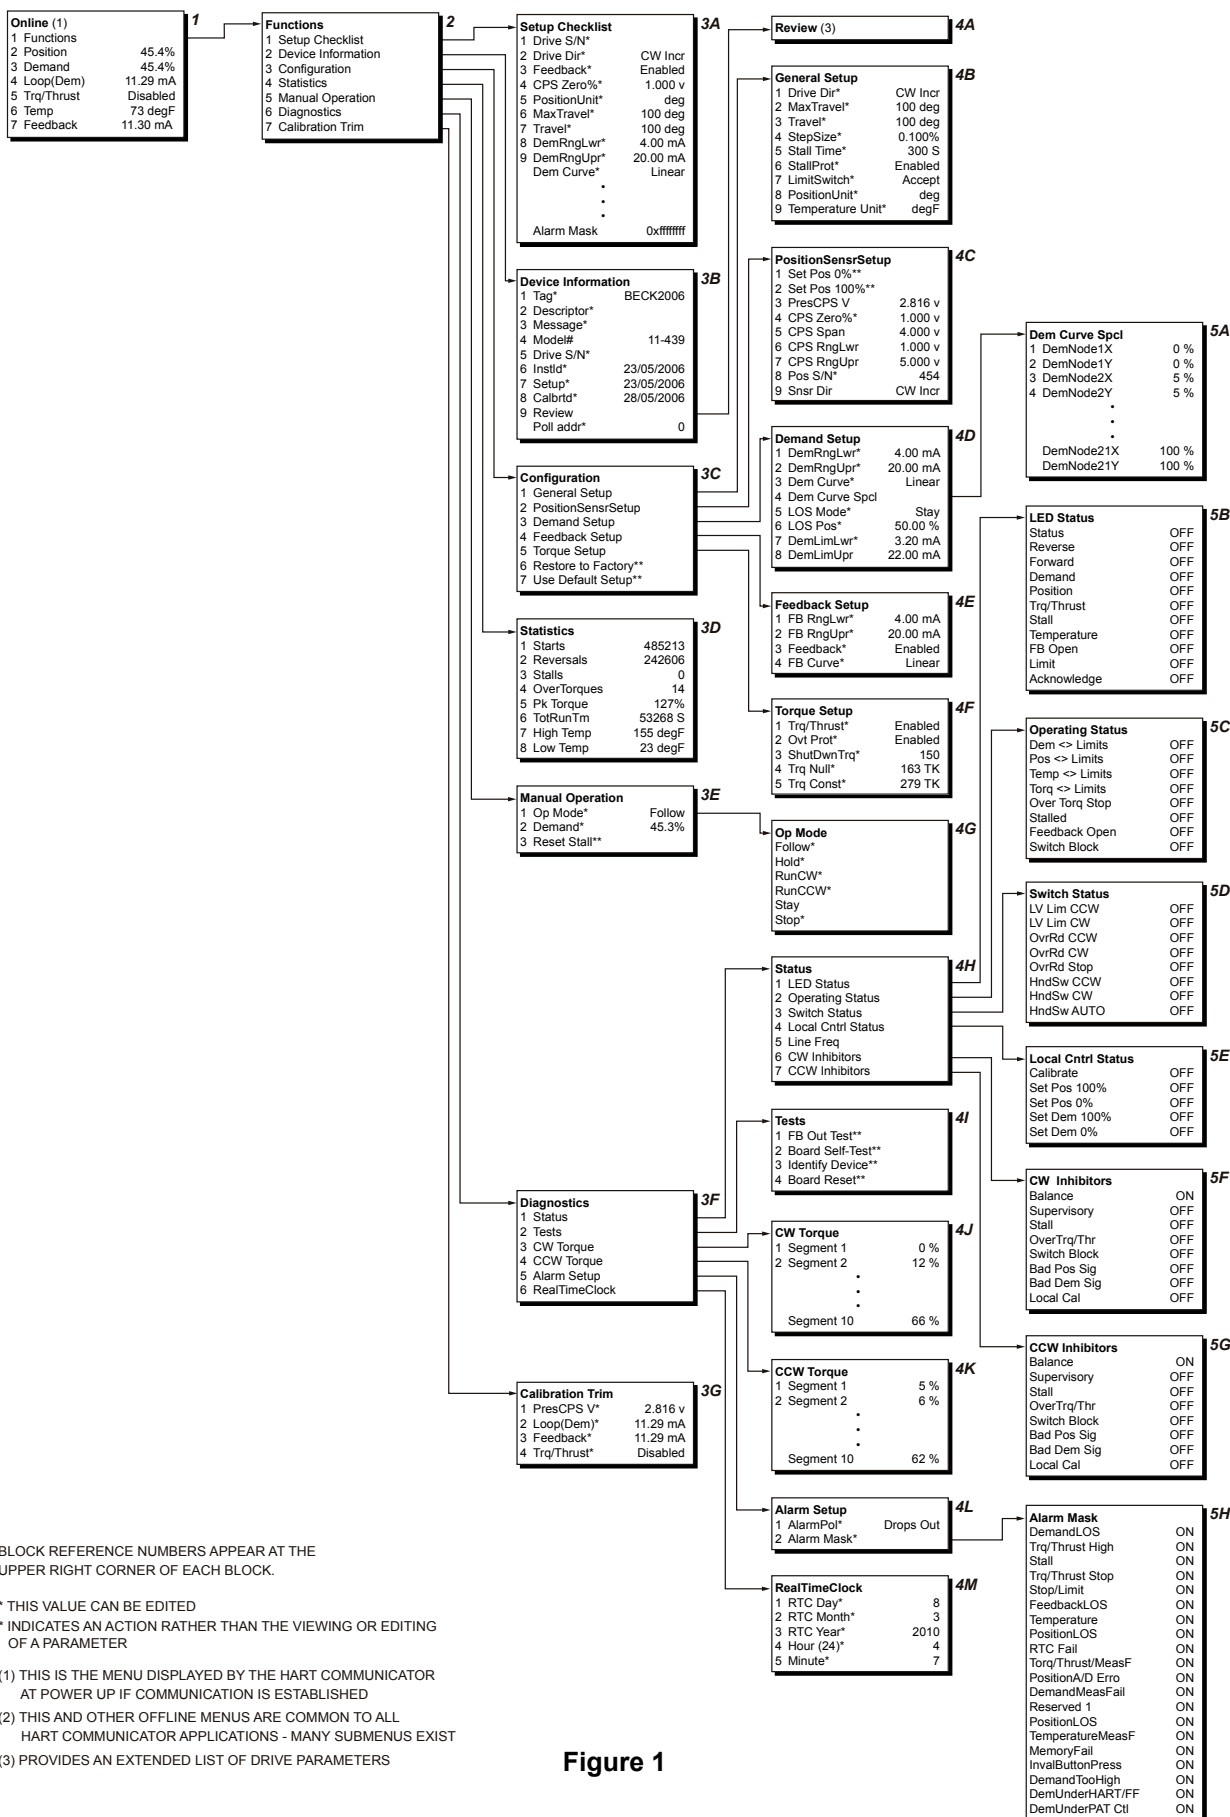 Online (1)
1 Functions
2 Position 45.4%
3 Demand 45.4%
4 Loop(Dem) 11.29 mA
5 Trq/Thrust Disabled
6 Temp 73 degF
7 Feedback 11.30 mA
1
Functions
1 Setup Checklist
2 Device Information
3 Configuration
4 Statistics
5 Manual Operation
6 Diagnostics
7 Calibration Trim
2
Setup Checklist
1 Drive S/N*
2 Drive Dir* CW Incr
3 Feedback* Enabled
4 CPS Zero%* 1.000 v
5 PositionUnit* deg
6 MaxTravel* 100 deg
7 Travel* 100 deg
8 DemRngLwr* 4.00 mA
9 DemRngUpr* 20.00 mA
Dem Curve* Linear
•
•
•
Alarm Mask 0xffffffff
3A
Device Information
1 Tag* BECK2006
2 Descriptor*
3 Message*
4 Model# 11-439
5 Drive S/N*
6 Instld* 23/05/2006
7 Setup* 23/05/2006
8 Calbrtd* 28/05/2006
9 Review
Poll addr* 0
3B
Configuration
1 General Setup
2 PositionSensrSetup
3 Demand Setup
4 Feedback Setup
5 Torque Setup
6 Restore to Factory**
7 Use Default Setup**
3C
Statistics
1 Starts 485213
2 Reversals 242606
3 Stalls 0
4 OverTorques 14
5 Pk Torque 127%
6 TotRunTm 53268 S
7 High Temp 155 degF
8 Low Temp 23 degF
3D
Manual Operation
1 Op Mode* Follow
2 Demand* 45.3%
3 Reset Stall**
3E
Diagnostics
1 Status
2 Tests
3 CW Torque
4 CCW Torque
5 Alarm Setup
6 RealTimeClock
3F
Calibration Trim
1 PresCPS V* 2.816 v
2 Loop(Dem)* 11.29 mA
3 Feedback* 11.29 mA
4 Trq/Thrust* Disabled
3G
Review (3)
4A
General Setup
1 Drive Dir* CW Incr
2 MaxTravel* 100 deg
3 Travel* 100 deg
4 StepSize* 0.100%
5 Stall Time* 300 S
6 StallProt* Enabled
7 LimitSwitch* Accept
8 PositionUnit* deg
9 Temperature Unit* degF
4B
PositionSensrSetup
1 Set Pos 0%**
2 Set Pos 100%**
3 PresCPS V 2.816 v
4 CPS Zero%* 1.000 v
5 CPS Span 4.000 v
6 CPS RngLwr 1.000 v
7 CPS RngUpr 5.000 v
8 Pos S/N* 454
9 Snsr Dir CW Incr
4C
Demand Setup
1 DemRngLwr* 4.00 mA
2 DemRngUpr* 20.00 mA
3 Dem Curve* Linear
4 Dem Curve Spcl
5 LOS Mode* Stay
6 LOS Pos* 50.00 %
7 DemLimLwr* 3.20 mA
8 DemLimUpr 22.00 mA
4D
Feedback Setup
1 FB RngLwr* 4.00 mA
2 FB RngUpr* 20.00 mA
3 Feedback* Enabled
4 FB Curve* Linear
4E
Torque Setup
1 Trq/Thrust* Enabled
2 Ovt Prot* Enabled
3 ShutDwnTrq* 150
4 Trq Null* 163 TK
5 Trq Const* 279 TK
4F
Op Mode
Follow*
Hold*
RunCW*
RunCCW*
Stay
Stop*
4G
Status
1 LED Status
2 Operating Status
3 Switch Status
4 Local Cntrl Status
5 Line Freq
6 CW Inhibitors
7 CCW Inhibitors
4H
Tests
1 FB Out Test**
2 Board Self-Test**
3 Identify Device**
4 Board Reset**
4I
CW Torque
1 Segment 1 0 %
2 Segment 2 12 %
•
•
•
Segment 10 66 %
4J
CCW Torque
1 Segment 1 5 %
2 Segment 2 6 %
•
•
•
Segment 10 62 %
4K
Alarm Setup
1 AlarmPol* Drops Out
2 Alarm Mask*
4L
RealTimeClock
1 RTC Day* 8
2 RTC Month* 3
3 RTC Year* 2010
4 Hour (24)* 4
5 Minute* 7
4M
Dem Curve Spcl
1 DemNode1X 0 %
2 DemNode1Y 0 %
3 DemNode2X 5 %
4 DemNode2Y 5 %
•
•
•
DemNode21X 100 %
DemNode21Y 100 %
5A
LED Status
Status OFF
Reverse OFF
Forward OFF
Demand OFF
Position OFF
Trq/Thrust OFF
Stall OFF
Temperature OFF
FB Open OFF
Limit OFF
Acknowledge OFF
5B
Operating Status
Dem <> Limits OFF
Pos <> Limits OFF
Temp <> Limits OFF
Torq <> Limits OFF
Over Torq Stop OFF
Stalled OFF
Feedback Open OFF
Switch Block OFF
5C
Switch Status
LV Lim CCW OFF
LV Lim CW OFF
OvrRd CCW OFF
OvrRd CW OFF
OvrRd Stop OFF
HndSw CCW OFF
HndSw CW OFF
HndSw AUTO OFF
5D
Local Cntrl Status
Calibrate OFF
Set Pos 100% OFF
Set Pos 0% OFF
Set Dem 100% OFF
Set Dem 0% OFF
5E
CW Inhibitors
Balance ON
Supervisory OFF
Stall OFF
OverTrq/Thr OFF
Switch Block OFF
Bad Pos Sig OFF
Bad Dem Sig OFF
Local Cal OFF
5F
CCW Inhibitors
Balance ON
Supervisory OFF
Stall OFF
OverTrq/Thr OFF
Switch Block OFF
Bad Pos Sig OFF
Bad Dem Sig OFF
Local Cal OFF
5G
Alarm Mask
DemandLOS ON
Trq/Thrust High ON
Stall ON
Trq/Thrust Stop ON
Stop/Limit ON
FeedbackLOS ON
Temperature ON
PositionLOS ON
RTC Fail ON
Torq/Thrust/MeasF ON
PositionA/D Erro ON
DemandMeasFail ON
Reserved 1 ON
PositionLOS ON
TemperatureMeasF ON
MemoryFail ON
InvalButtonPress ON
DemandTooHigh ON
DemUnderHART/FF ON
DemUnderPAT Ctl ON
5H
BLOCK REFERENCE NUMBERS APPEAR AT THE
UPPER RIGHT CORNER OF EACH BLOCK.
* THIS VALUE CAN BE EDITED
* INDICATES AN ACTION RATHER THAN THE VIEWING OR EDITING
OF A PARAMETER
(1) THIS IS THE MENU DISPLAYED BY THE HART COMMUNICATOR
AT POWER UP IF COMMUNICATION IS ESTABLISHED
(2) THIS AND OTHER OFFLINE MENUS ARE COMMON TO ALL
HART COMMUNICATOR APPLICATIONS - MANY SUBMENUS EXIST
(3) PROVIDES AN EXTENDED LIST OF DRIVE PARAMETERS
Figure 1